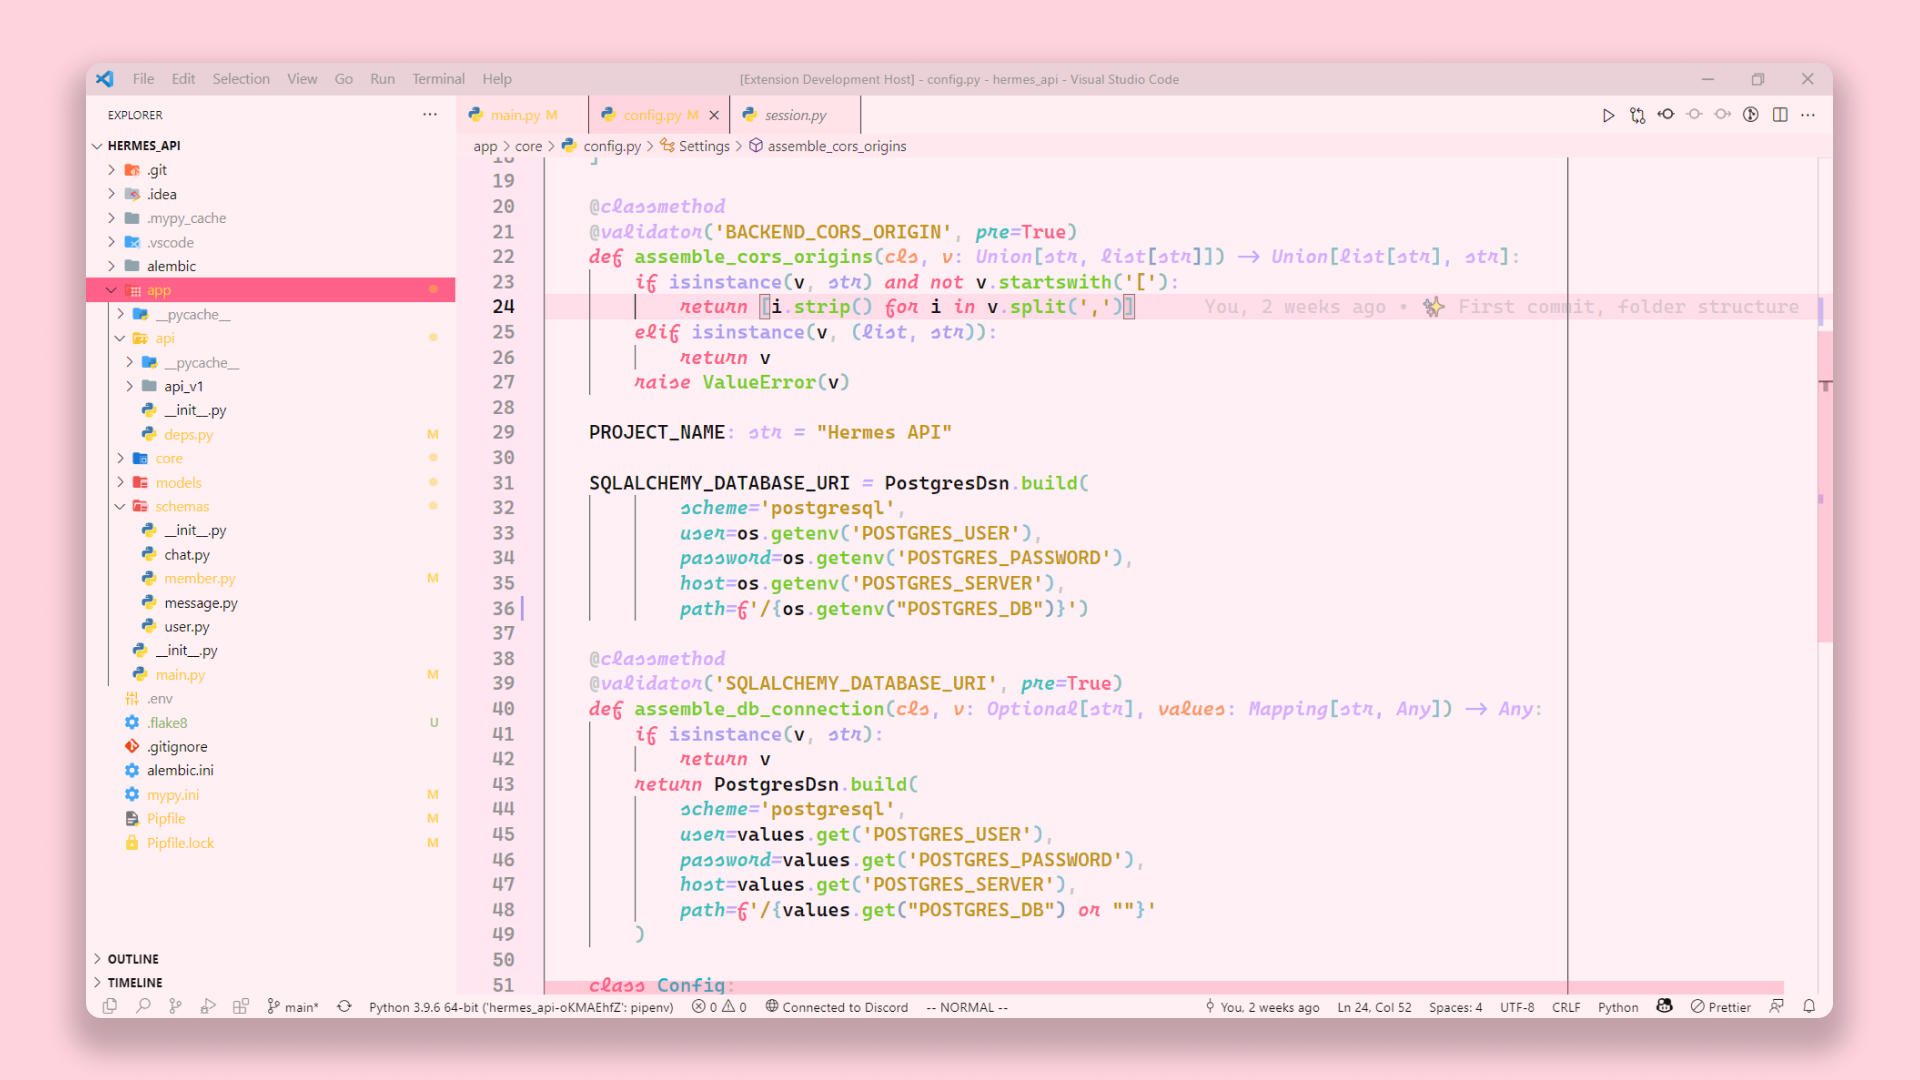 File Edit Selection View Go Run Terminal Help
[Extension Development Host] - config.py - hermes_api - Visual Studio Code
EXPLORER
HERMES_API
.git
.idea
.mypy_cache
.vscode
alembic
app
__pycache__
api
__pycache__
api_v1
__init__.py
deps.py M
core
models
schemas
__init__.py
chat.py
member.py M
message.py
user.py
__init__.py
main.py M
.env
.flake8 U
.gitignore
alembic.ini
mypy.ini M
Pipfile M
Pipfile.lock M
OUTLINE
TIMELINE
main.py M config.py M session.py
app > core > config.py > Settings > assemble_cors_origins
18 ]
19
20 @classmethod
21 @validator('BACKEND_CORS_ORIGIN', pre=True)
22 def assemble_cors_origins(cls, v: Union[str, list[str]]) -> Union[list[str], str]:
23 if isinstance(v, str) and not v.startswith('['):
24 return [i.strip() for i in v.split(',')] You, 2 weeks ago • ✨ First commit, folder structure
25 elif isinstance(v, (list, str)):
26 return v
27 raise ValueError(v)
28
29 PROJECT_NAME: str = "Hermes API"
30
31 SQLALCHEMY_DATABASE_URI = PostgresDsn.build(
32 scheme='postgresql',
33 user=os.getenv('POSTGRES_USER'),
34 password=os.getenv('POSTGRES_PASSWORD'),
35 host=os.getenv('POSTGRES_SERVER'),
36 path=f'/{os.getenv("POSTGRES_DB")}')
37
38 @classmethod
39 @validator('SQLALCHEMY_DATABASE_URI', pre=True)
40 def assemble_db_connection(cls, v: Optional[str], values: Mapping[str, Any]) -> Any:
41 if isinstance(v, str):
42 return v
43 return PostgresDsn.build(
44 scheme='postgresql',
45 user=values.get('POSTGRES_USER'),
46 password=values.get('POSTGRES_PASSWORD'),
47 host=values.get('POSTGRES_SERVER'),
48 path=f'/{values.get("POSTGRES_DB") or ""}'
49 )
50
51 class Config:
main* Python 3.9.6 64-bit ('hermes_api-oKMAEhfZ': pipenv) 0 0 Connected to Discord -- NORMAL -- You, 2 weeks ago Ln 24, Col 52 Spaces: 4 UTF-8 CRLF Python Prettier